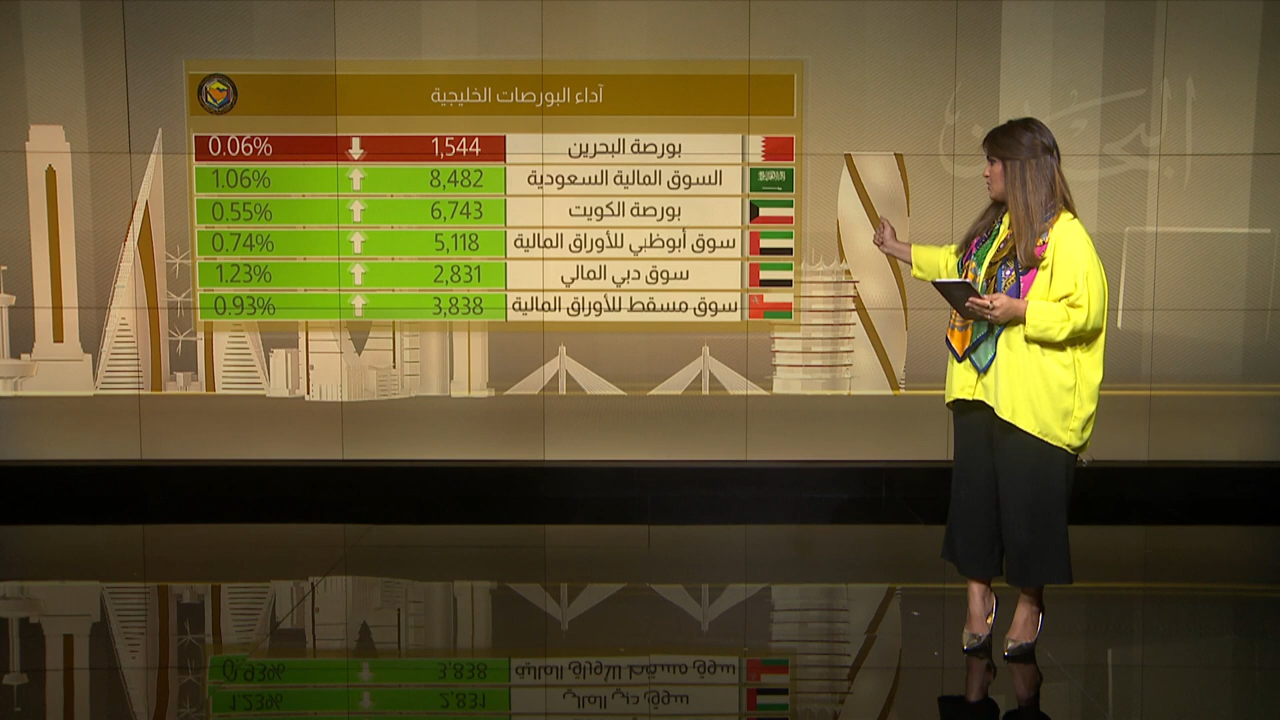 آداء البورصات الخليجية
بورصة البحرين 1,544 0.06%
السوق المالية السعودية 8,482 1.06%
بورصة الكويت 6,743 0.55%
سوق أبوظبي للأوراق المالية 5,118 0.74%
سوق دبي المالي 2,831 1.23%
سوق مسقط للأوراق المالية 3,838 0.93%
البحرين